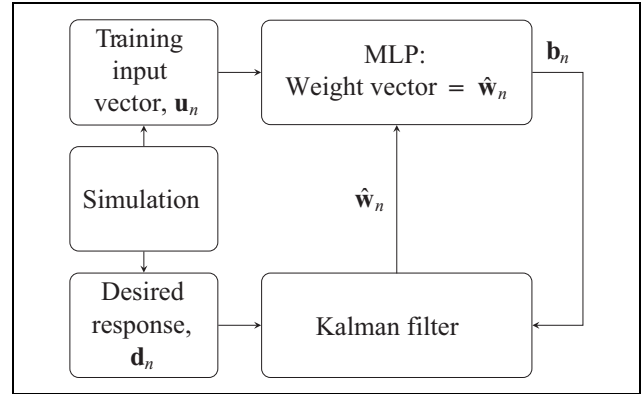 Training
input
vector, uₙ
MLP:
Weight vector = ŵₙ
bₙ
Simulation
ŵₙ
Desired
response,
dₙ
Kalman filter